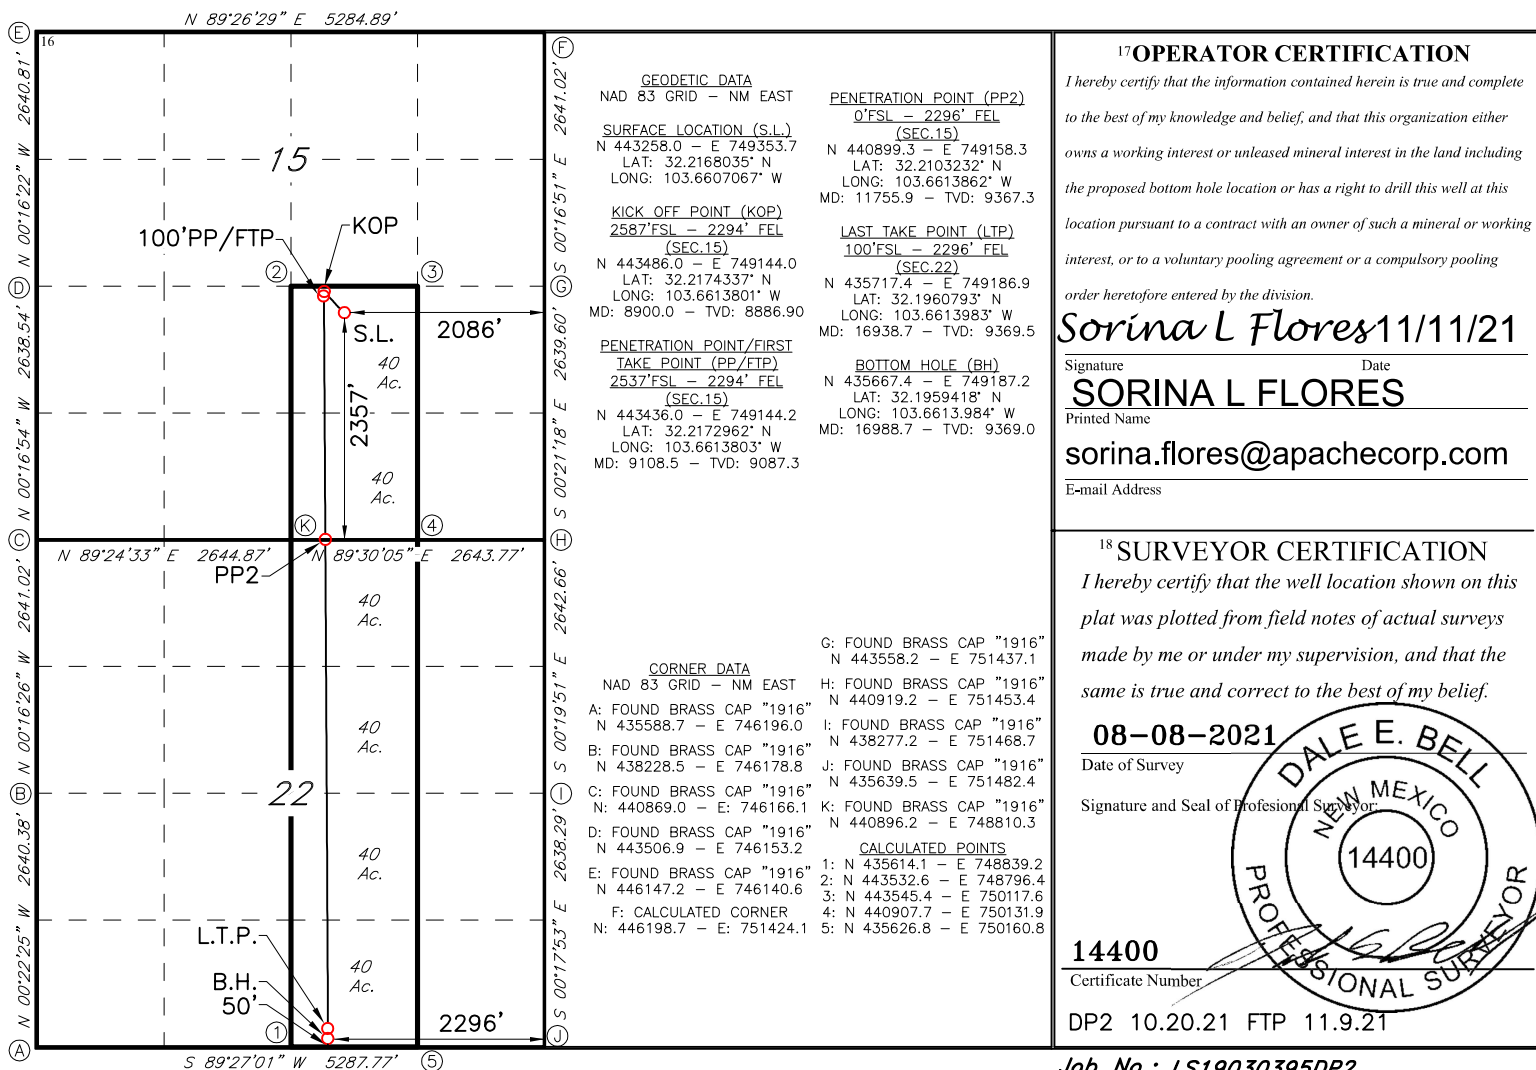 N 89°26'29" E 5284.89'
E
16
F
N 00°16'22" W 2640.81'
S 00°16'51" E 2641.02'
15
100'PP/FTP
KOP
2
3
D
G
S.L.
2086'
40
Ac.
2357'
N 00°16'54" W 2638.54'
S 00°21'18" E 2639.60'
40
Ac.
K
4
C
H
N 89°24'33" E 2644.87'
N 89°30'05" E 2643.77'
PP2
40
Ac.
N 00°16'26" W 2641.02'
S 00°19'51" E 2642.66'
40
Ac.
B
22
I
40
Ac.
N 00°22'25" W 2640.38'
S 00°17'53" E 2638.29'
L.T.P.
40
Ac.
B.H.
50'
1
2296'
A
J
S 89°27'01" W 5287.77'
5
GEODETIC DATA
NAD 83 GRID – NM EAST
SURFACE LOCATION (S.L.)
N 443258.0 – E 749353.7
LAT: 32.2168035° N
LONG: 103.6607067° W
KICK OFF POINT (KOP)
2587'FSL – 2294' FEL
(SEC.15)
N 443486.0 – E 749144.0
LAT: 32.2174337° N
LONG: 103.6613801° W
MD: 8900.0 – TVD: 8886.90
PENETRATION POINT/FIRST
TAKE POINT (PP/FTP)
2537'FSL – 2294' FEL
(SEC.15)
N 443436.0 – E 749144.2
LAT: 32.2172962° N
LONG: 103.6613803° W
MD: 9108.5 – TVD: 9087.3
PENETRATION POINT (PP2)
0'FSL – 2296' FEL
(SEC.15)
N 440899.3 – E 749158.3
LAT: 32.2103232° N
LONG: 103.6613862° W
MD: 11755.9 – TVD: 9367.3
LAST TAKE POINT (LTP)
100'FSL – 2296' FEL
(SEC.22)
N 435717.4 – E 749186.9
LAT: 32.1960793° N
LONG: 103.6613983° W
MD: 16938.7 – TVD: 9369.5
BOTTOM HOLE (BH)
N 435667.4 – E 749187.2
LAT: 32.1959418° N
LONG: 103.6613.984° W
MD: 16988.7 – TVD: 9369.0
CORNER DATA
NAD 83 GRID – NM EAST
A: FOUND BRASS CAP "1916"
N 435588.7 – E 746196.0
B: FOUND BRASS CAP "1916"
N 438228.5 – E 746178.8
C: FOUND BRASS CAP "1916"
N: 440869.0 – E: 746166.1
D: FOUND BRASS CAP "1916"
N 443506.9 – E 746153.2
E: FOUND BRASS CAP "1916"
N 446147.2 – E 746140.6
F: CALCULATED CORNER
N: 446198.7 – E: 751424.1
G: FOUND BRASS CAP "1916"
N 443558.2 – E 751437.1
H: FOUND BRASS CAP "1916"
N 440919.2 – E 751453.4
I: FOUND BRASS CAP "1916"
N 438277.2 – E 751468.7
J: FOUND BRASS CAP "1916"
N 435639.5 – E 751482.4
K: FOUND BRASS CAP "1916"
N 440896.2 – E 748810.3
CALCULATED POINTS
1: N 435614.1 – E 748839.2
2: N 443532.6 – E 748796.4
3: N 443545.4 – E 750117.6
4: N 440907.7 – E 750131.9
5: N 435626.8 – E 750160.8
17 OPERATOR CERTIFICATION
I hereby certify that the information contained herein is true and complete
to the best of my knowledge and belief, and that this organization either
owns a working interest or unleased mineral interest in the land including
the proposed bottom hole location or has a right to drill this well at this
location pursuant to a contract with an owner of such a mineral or working
interest, or to a voluntary pooling agreement or a compulsory pooling
order heretofore entered by the division.
Sorina L Flores 11/11/21
Signature Date
SORINA L FLORES
Printed Name
sorina.flores@apachecorp.com
E-mail Address
18 SURVEYOR CERTIFICATION
I hereby certify that the well location shown on this
plat was plotted from field notes of actual surveys
made by me or under my supervision, and that the
same is true and correct to the best of my belief.
08-08-2021
Date of Survey
Signature and Seal of Profesional Surveyor:
DALE E. BELL
NEW MEXICO
14400
PROFESSIONAL SURVEYOR
14400
Certificate Number
DP2 10.20.21 FTP 11.9.21
Job No.: LS19030395DP2